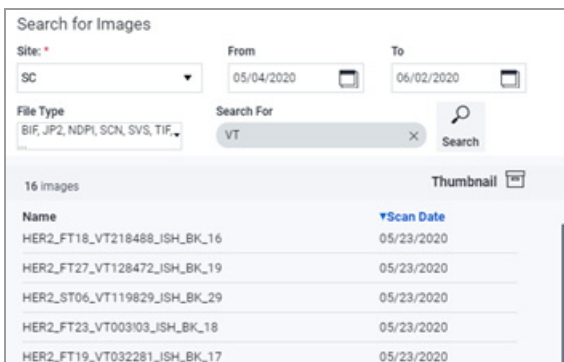 Search for Images
Site: * From To
SC 05/04/2020 06/02/2020
File Type Search For
BIF, JP2, NDPI, SCN, SVS, TIF,
... VT × Search
16 images Thumbnail
Name ▼Scan Date
HER2_FT18_VT218488_ISH_BK_16 05/23/2020
HER2_FT27_VT128472_ISH_BK_19 05/23/2020
HER2_ST06_VT119829_ISH_BK_29 05/23/2020
HER2_FT23_VT003!03_ISH_BK_18 05/23/2020
HER2_FT19_VT032281_ISH_BK_17 05/23/2020